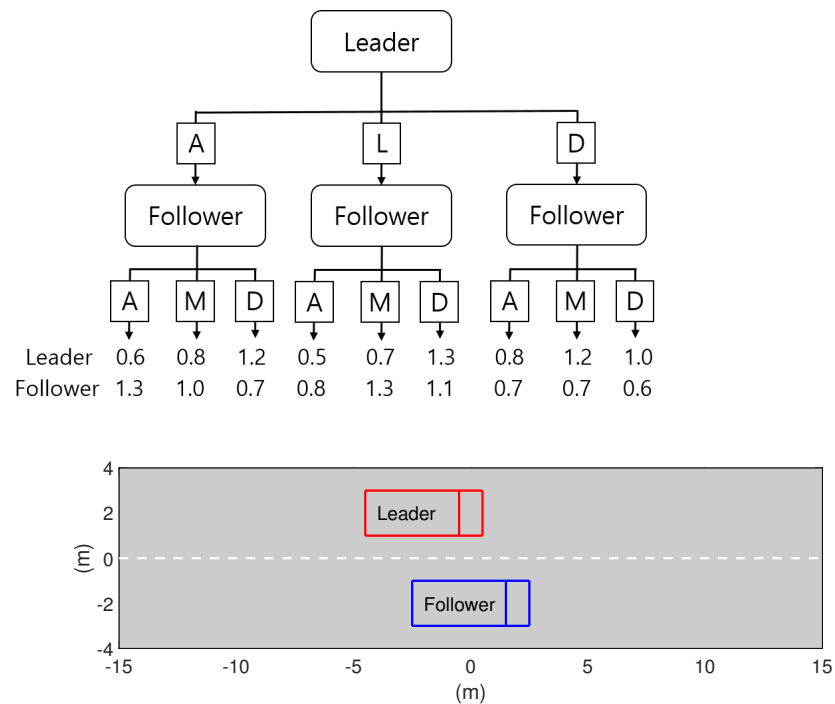 Leader
A L D
Follower Follower Follower
A M D A M D A M D
Leader 0.6 0.8 1.2 0.5 0.7 1.3 0.8 1.2 1.0
Follower 1.3 1.0 0.7 0.8 1.3 1.1 0.7 0.7 0.6
4
Leader
2
(m)
0
Follower
-2
-4
-15 -10 -5 0 5 10 15
(m)